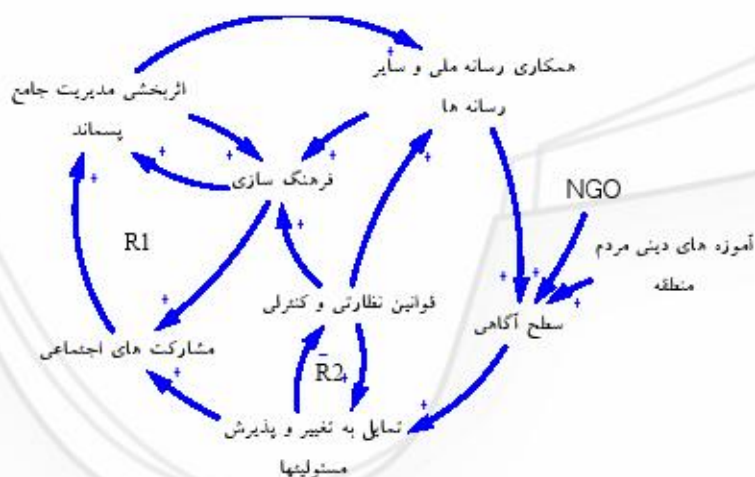 همکاری رسانه ملی و سایر
رسانه ها
اثربخشی مدیریت جامع
پسماند
فرهنگ سازی
NGO
آموزه های دینی مردم
منطقه
R1
قوانین نظارتی و کنترلی
سطح آگاهی
مشارکت های اجتماعی
R2
تمایل به تغییر و پذیرش
مسئولیتها